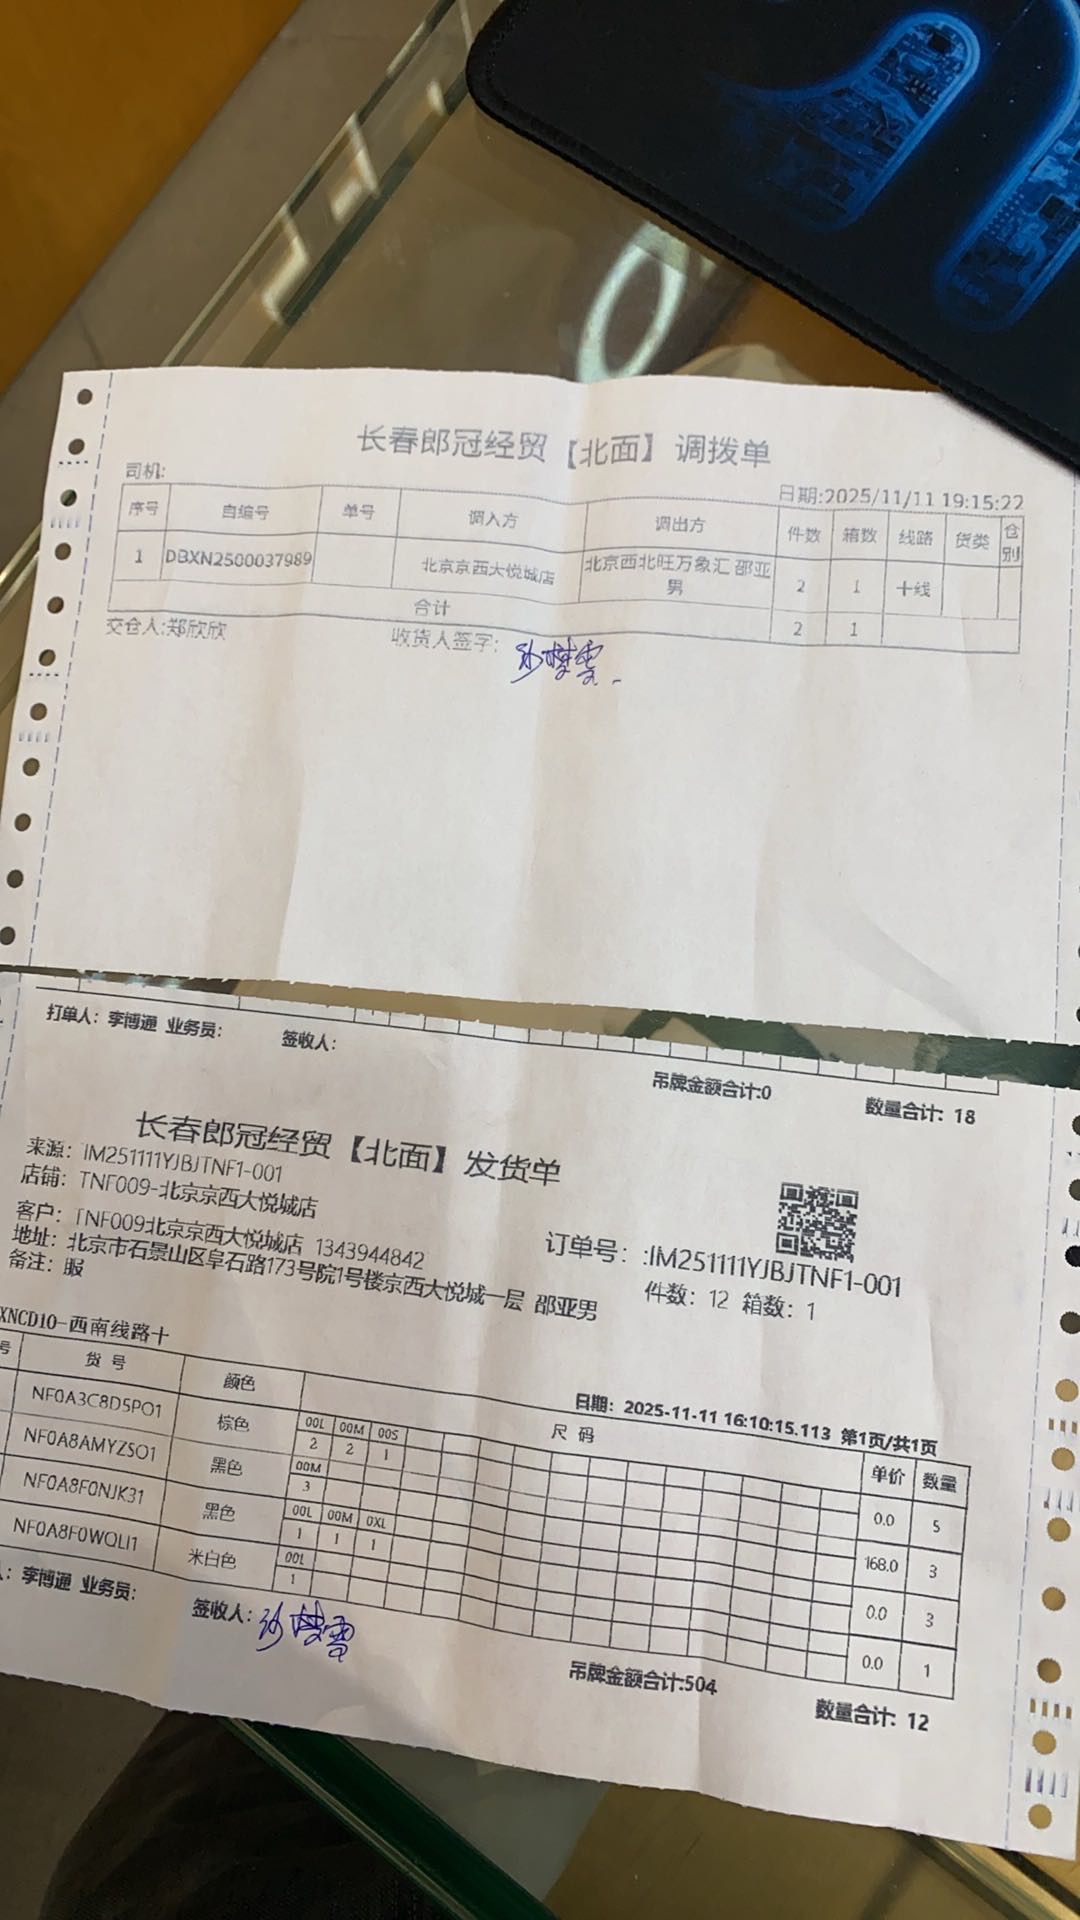 长春郎冠经贸【北面】调拨单
司机:
日期:2025/11/11 19:15:22
序号 自编号 单号 调入方 调出方 件数 箱数 线路 货类 仓别
1 DBXN2500037989 北京京西大悦城店 北京西北旺万象汇 邵亚男 2 1 十线
合计 2 1
交仓人:郑欣欣 收货人签字:
打单人: 李博通 业务员: 签收人:
吊牌金额合计:0 数量合计: 18
长春郎冠经贸【北面】发货单
来源: IM251111YJBJTNF1-001
店铺: TNF009-北京京西大悦城店
客户: TNF009北京京西大悦城店 1343944842
订单号: :IM251111YJBJTNF1-001
地址: 北京市石景山区阜石路173号院1号楼京西大悦城一层 邵亚男
件数: 12 箱数: 1
备注: 服
XNCD10-西南线路十
日期: 2025-11-11 16:10:15.113 第1页/共1页
号 货号 颜色 尺码 单价 数量
NF0A3C8D5PO1 棕色 00L 00M 00S 0.0 5
2 2 1
NF0A8AMYZSO1 黑色 00M 168.0 3
3
NF0A8F0NJK31 黑色 00L 00M 0XL 0.0 3
1 1 1
NF0A8F0WQLI1 米白色 00L 0.0 1
1
: 李博通 业务员: 签收人:
吊牌金额合计:504 数量合计: 12